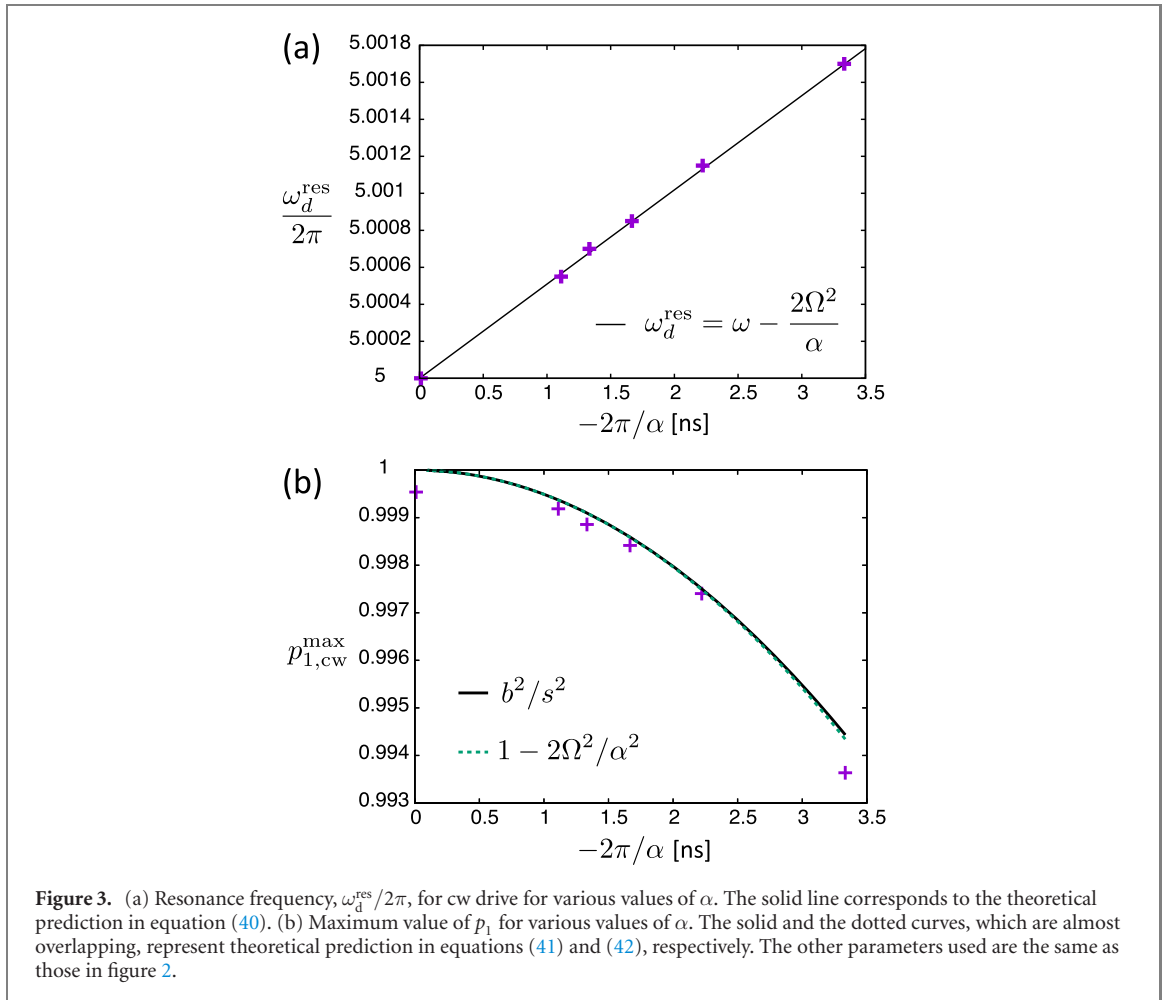 (a)
5.0018
5.0016
5.0014
5.0012
5.001
5.0008
5.0006
5.0004
5.0002
5
ω_d^res / 2π
— ω_d^res = ω − 2Ω²/α
0 0.5 1 1.5 2 2.5 3 3.5
−2π/α [ns]
(b)
1
0.999
0.998
0.997
0.996
0.995
0.994
0.993
p_{1,cw}^max
b²/s²
1 − 2Ω²/α²
0 0.5 1 1.5 2 2.5 3 3.5
−2π/α [ns]
Figure 3. (a) Resonance frequency, ω_d^res/2π, for cw drive for various values of α. The solid line corresponds to the theoretical
prediction in equation (40). (b) Maximum value of p₁ for various values of α. The solid and the dotted curves, which are almost
overlapping, represent theoretical prediction in equations (41) and (42), respectively. The other parameters used are the same as
those in figure 2.